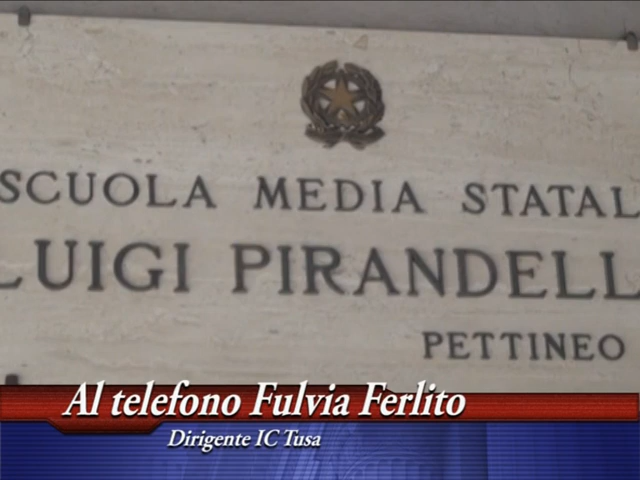 SCUOLA MEDIA STATAL
LUIGI PIRANDELL
PETTINEO
Al telefono Fulvia Ferlito
Dirigente IC Tusa